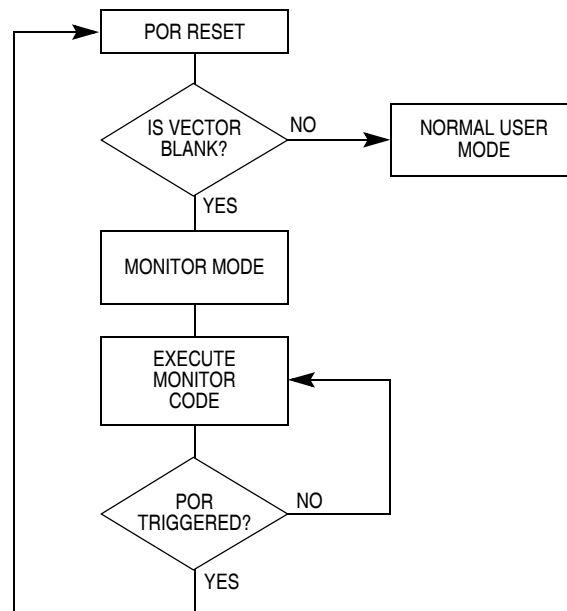 POR RESET
IS VECTOR
BLANK?
NO
NORMAL USER
MODE
YES
MONITOR MODE
EXECUTE
MONITOR
CODE
POR
TRIGGERED?
NO
YES